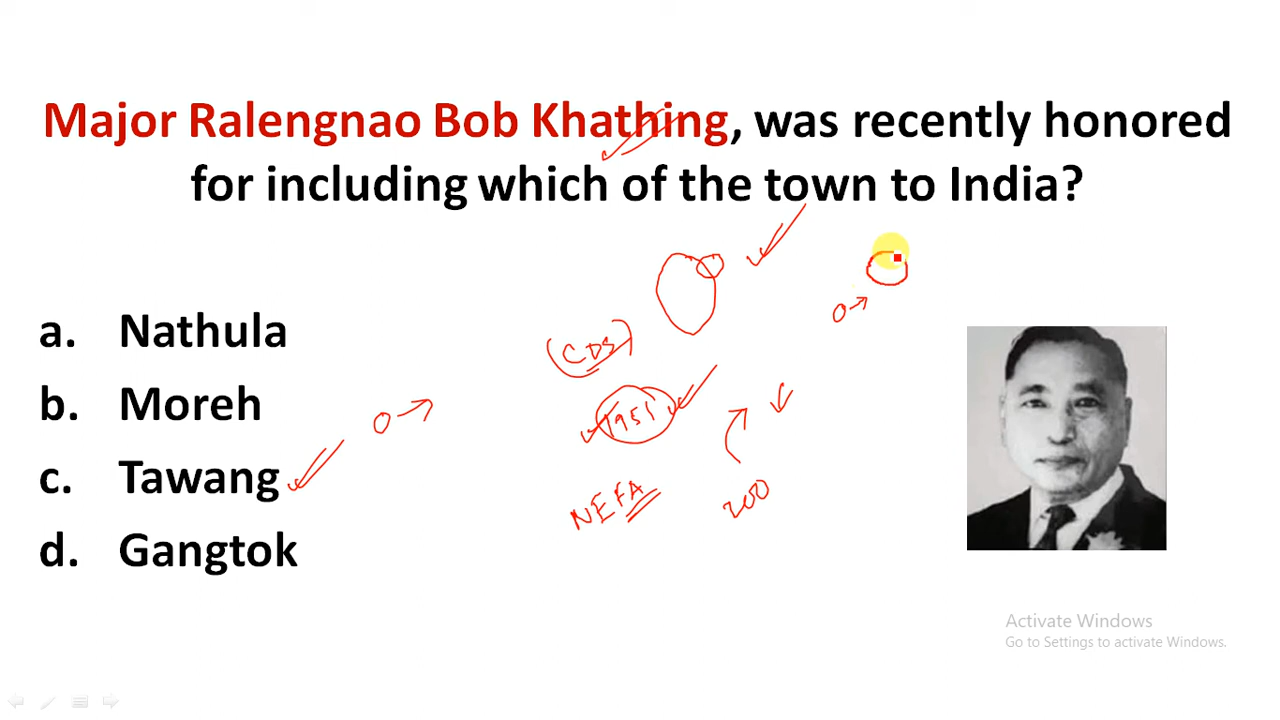 Major Ralengnao Bob Khathing, was recently honored
for including which of the town to India?
a. Nathula
b. Moreh
c. Tawang
d. Gangtok
(CDS)
1951
NEFA
200
Activate Windows
Go to Settings to activate Windows.